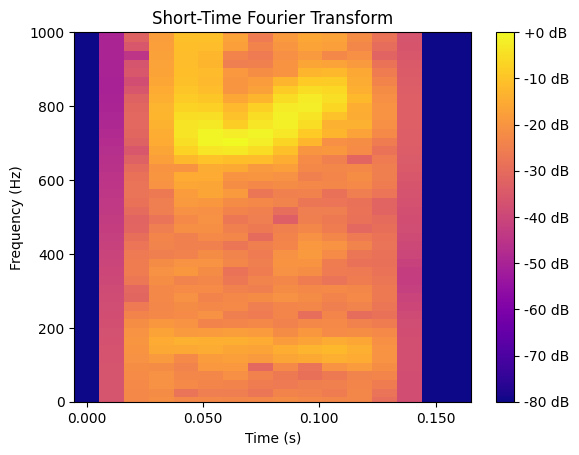 Short-Time Fourier Transform
1000
800
600
400
200
0
Frequency (Hz)
0.000
0.050
0.100
0.150
Time (s)
+0 dB
-10 dB
-20 dB
-30 dB
-40 dB
-50 dB
-60 dB
-70 dB
-80 dB